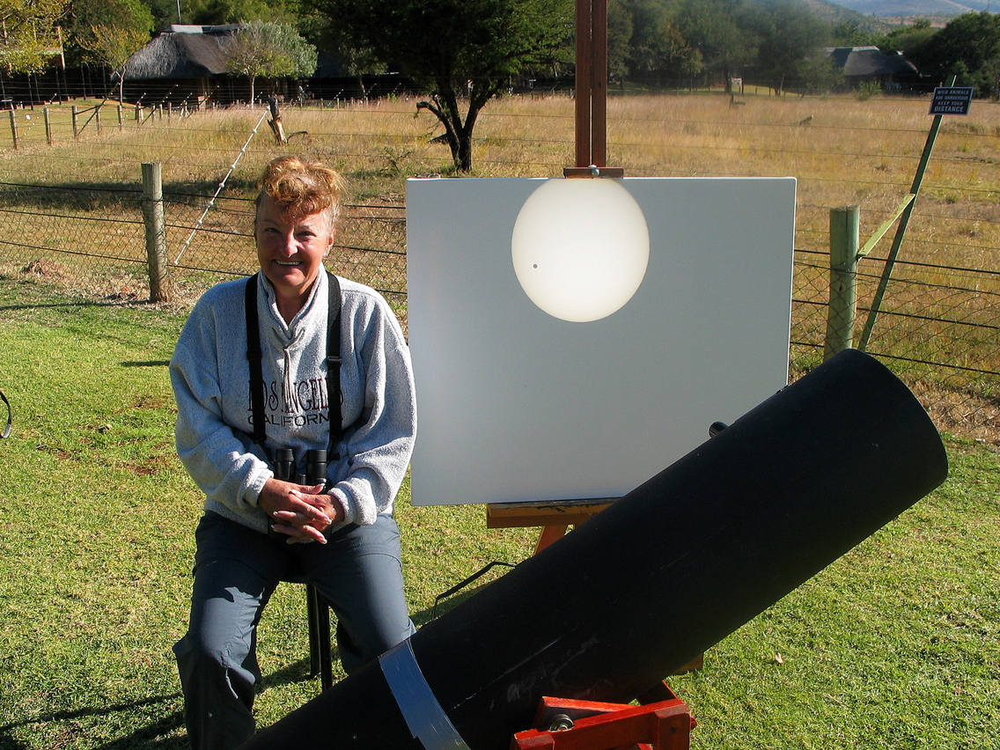 WILD ANIMALS
ARE DANGEROUS
KEEP YOUR
DISTANCE
LOS ANGELES
CALIFORNIA